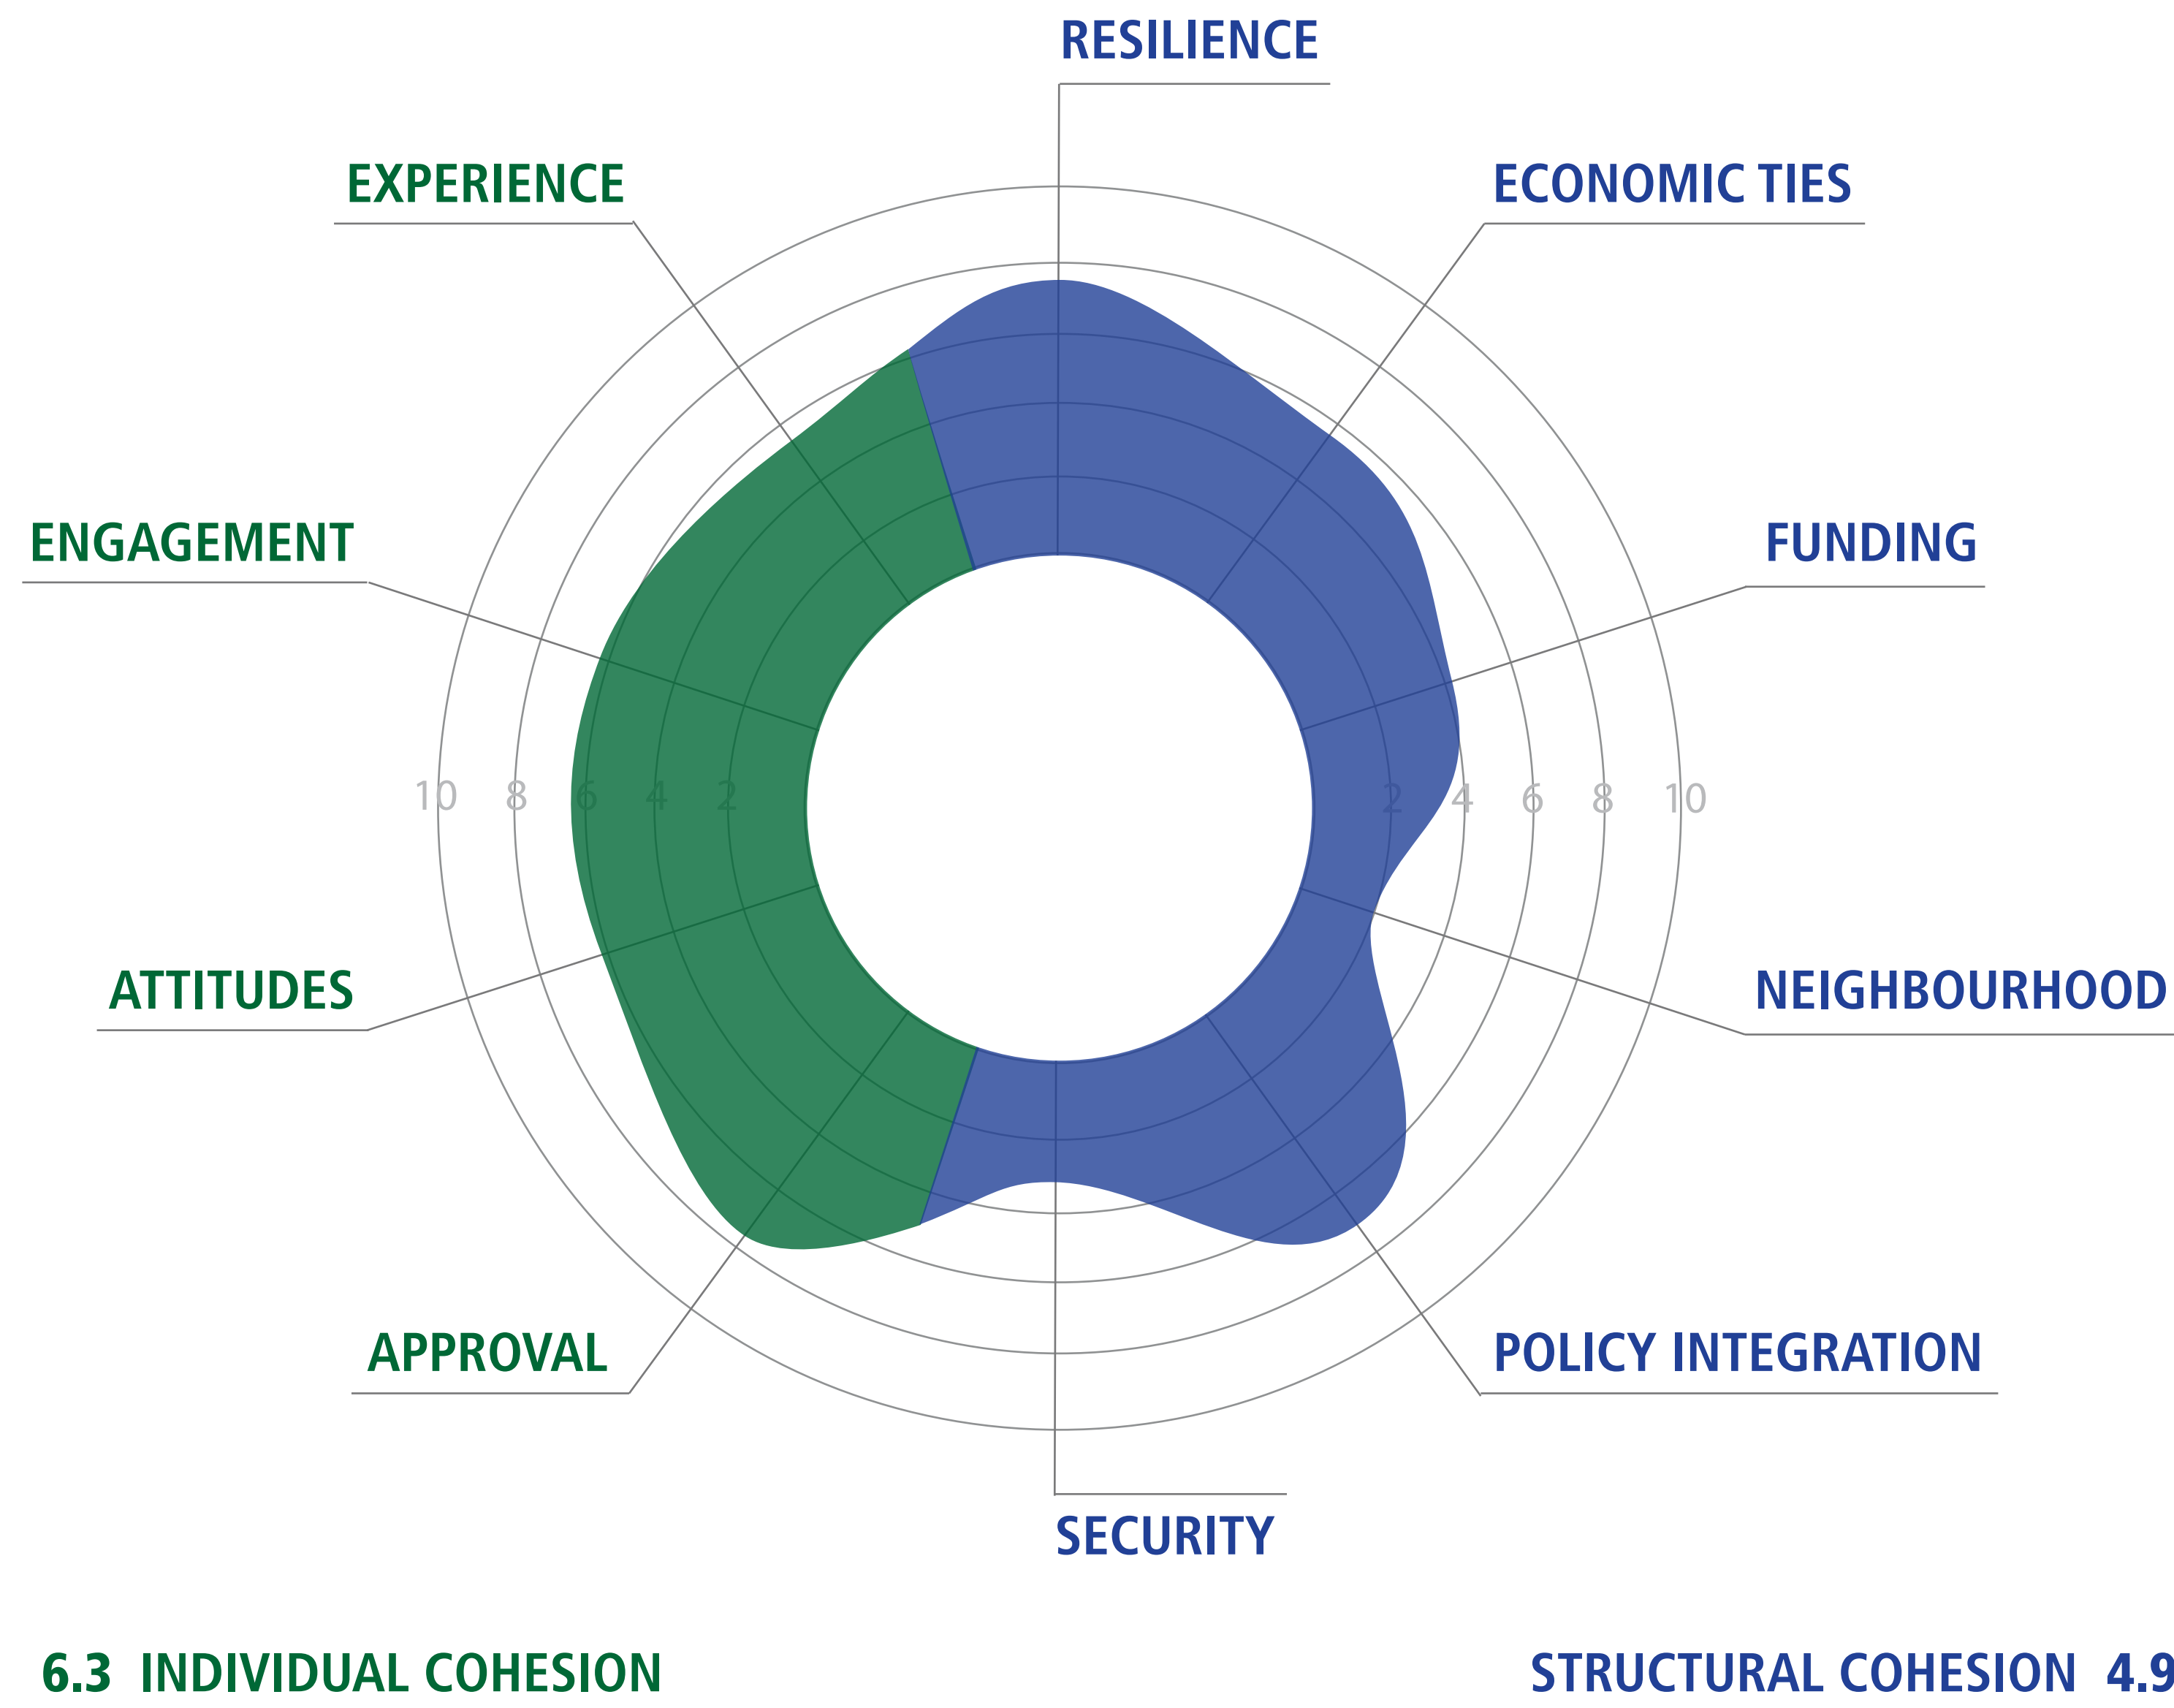 RESILIENCE
EXPERIENCE
ECONOMIC TIES
ENGAGEMENT
FUNDING
10 8 6 4 2 2 4 6 8 10
ATTITUDES
NEIGHBOURHOOD
APPROVAL
POLICY INTEGRATION
SECURITY
6.3 INDIVIDUAL COHESION
STRUCTURAL COHESION 4.9